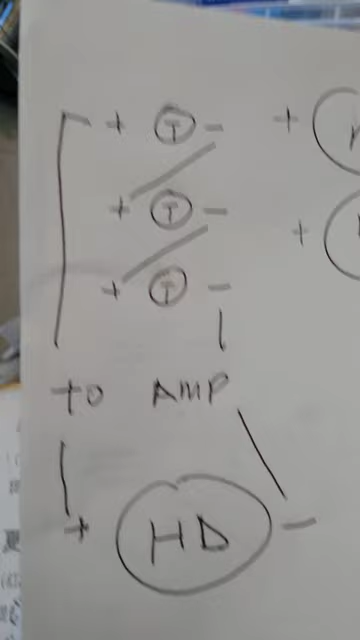 + T - +
+ T - +
+ T -
to AMP
+ HD -